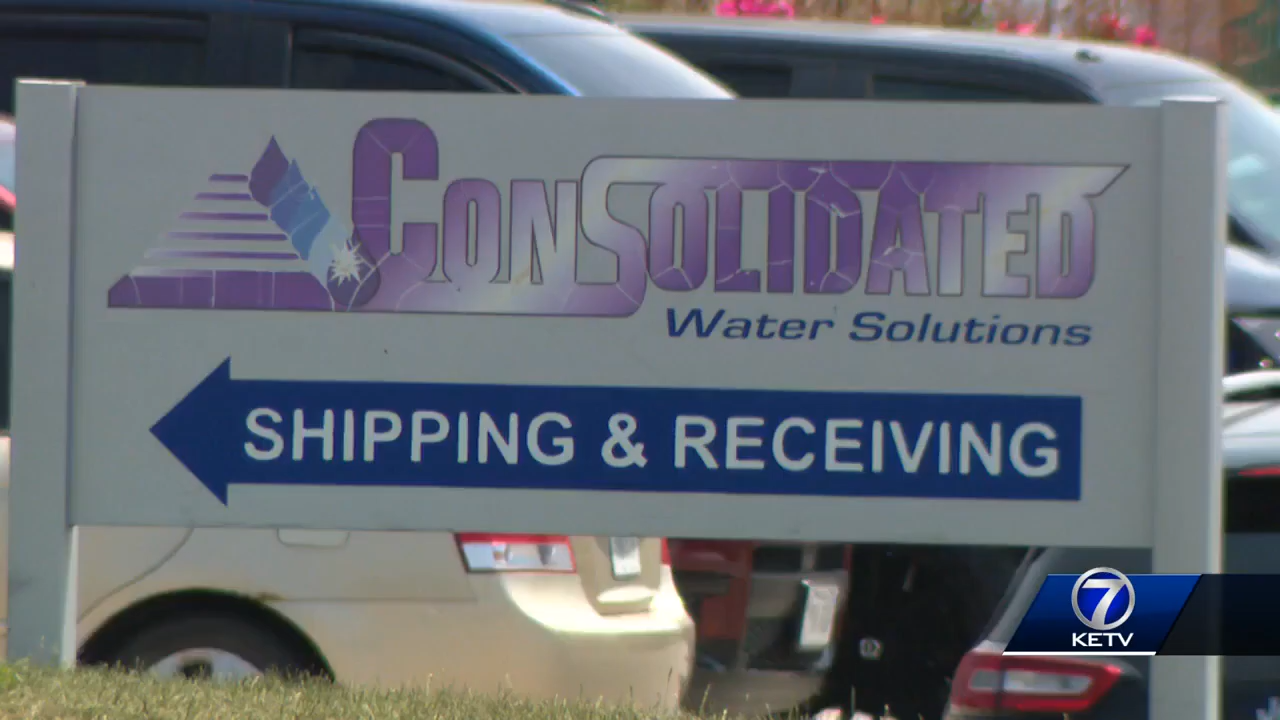 CONSOLIDATED
Water Solutions
SHIPPING & RECEIVING
7
KETV